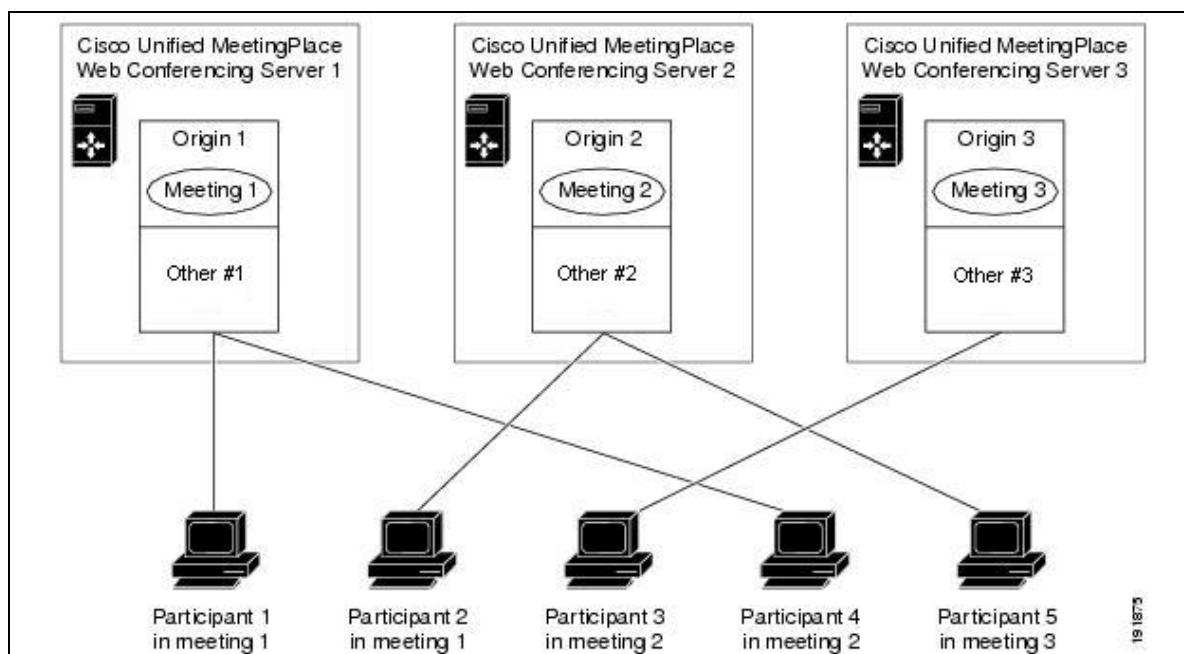 Cisco Unified MeetingPlace
Web Conferencing Server 1
Origin 1
Meeting 1
Other #1
Cisco Unified MeetingPlace
Web Conferencing Server 2
Origin 2
Meeting 2
Other #2
Cisco Unified MeetingPlace
Web Conferencing Server 3
Origin 3
Meeting 3
Other #3
Participant 1
in meeting 1
Participant 2
in meeting 1
Participant 3
in meeting 2
Participant 4
in meeting 2
Participant 5
in meeting 3
191875